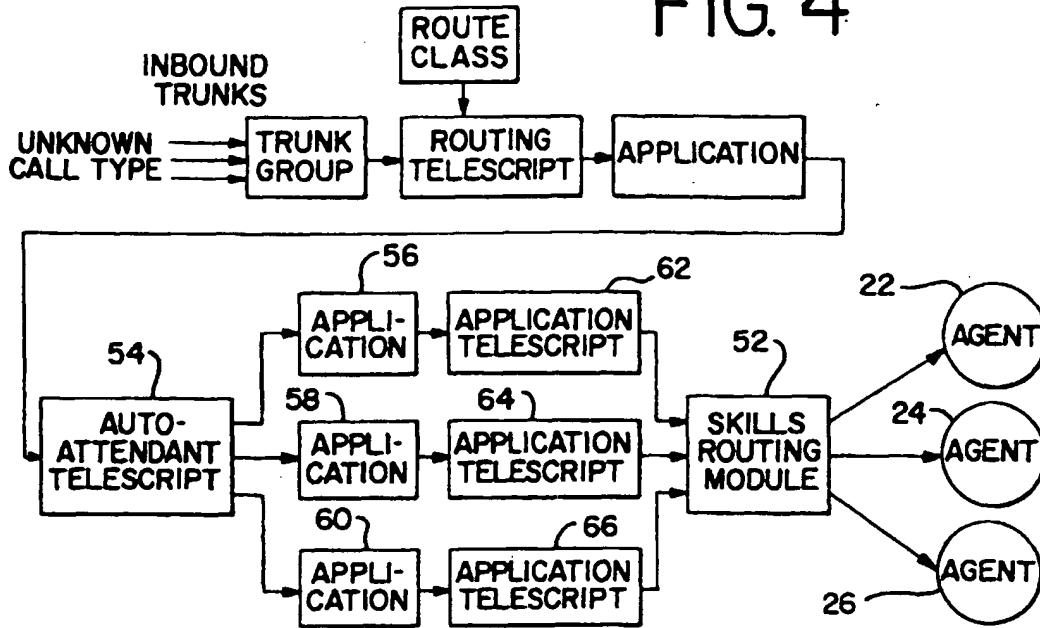 FIG. 4
ROUTE
CLASS
INBOUND
TRUNKS
UNKNOWN
CALL TYPE
TRUNK
GROUP
ROUTING
TELESCRIPT
APPLICATION
56
62
22
APPLI-
CATION
APPLICATION
TELESCRIPT
AGENT
54
52
AUTO-
ATTENDANT
TELESCRIPT
58
64
24
APPLI-
CATION
APPLICATION
TELESCRIPT
SKILLS
ROUTING
MODULE
AGENT
60
66
APPLI-
CATION
APPLICATION
TELESCRIPT
AGENT
26